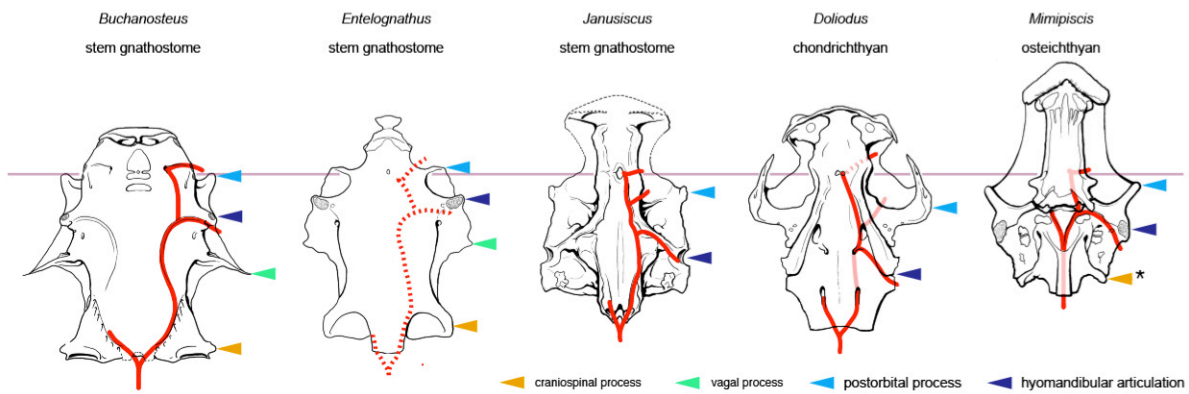 Buchanosteus
stem gnathostome
Entelognathus
stem gnathostome
Janusiscus
stem gnathostome
Doliodus
chondrichthyan
Mimipiscis
osteichthyan
*
craniospinal process
vagal process
postorbital process
hyomandibular articulation